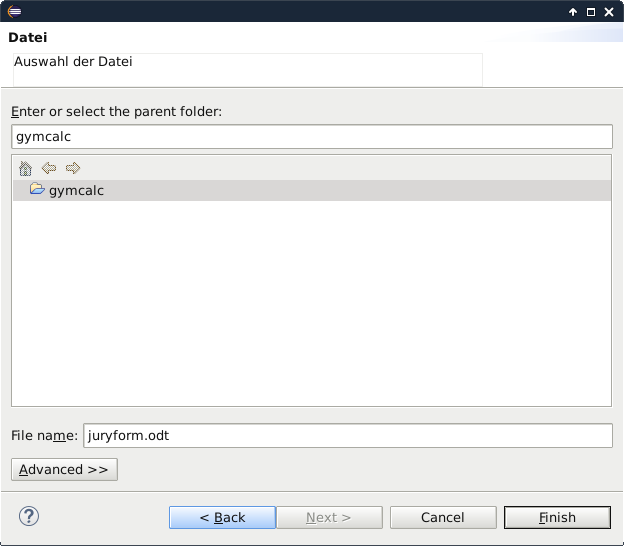 Datei
Auswahl der Datei
Enter or select the parent folder:
gymcalc
gymcalc
File name: juryform.odt
Advanced >>
< Back Next > Cancel Finish